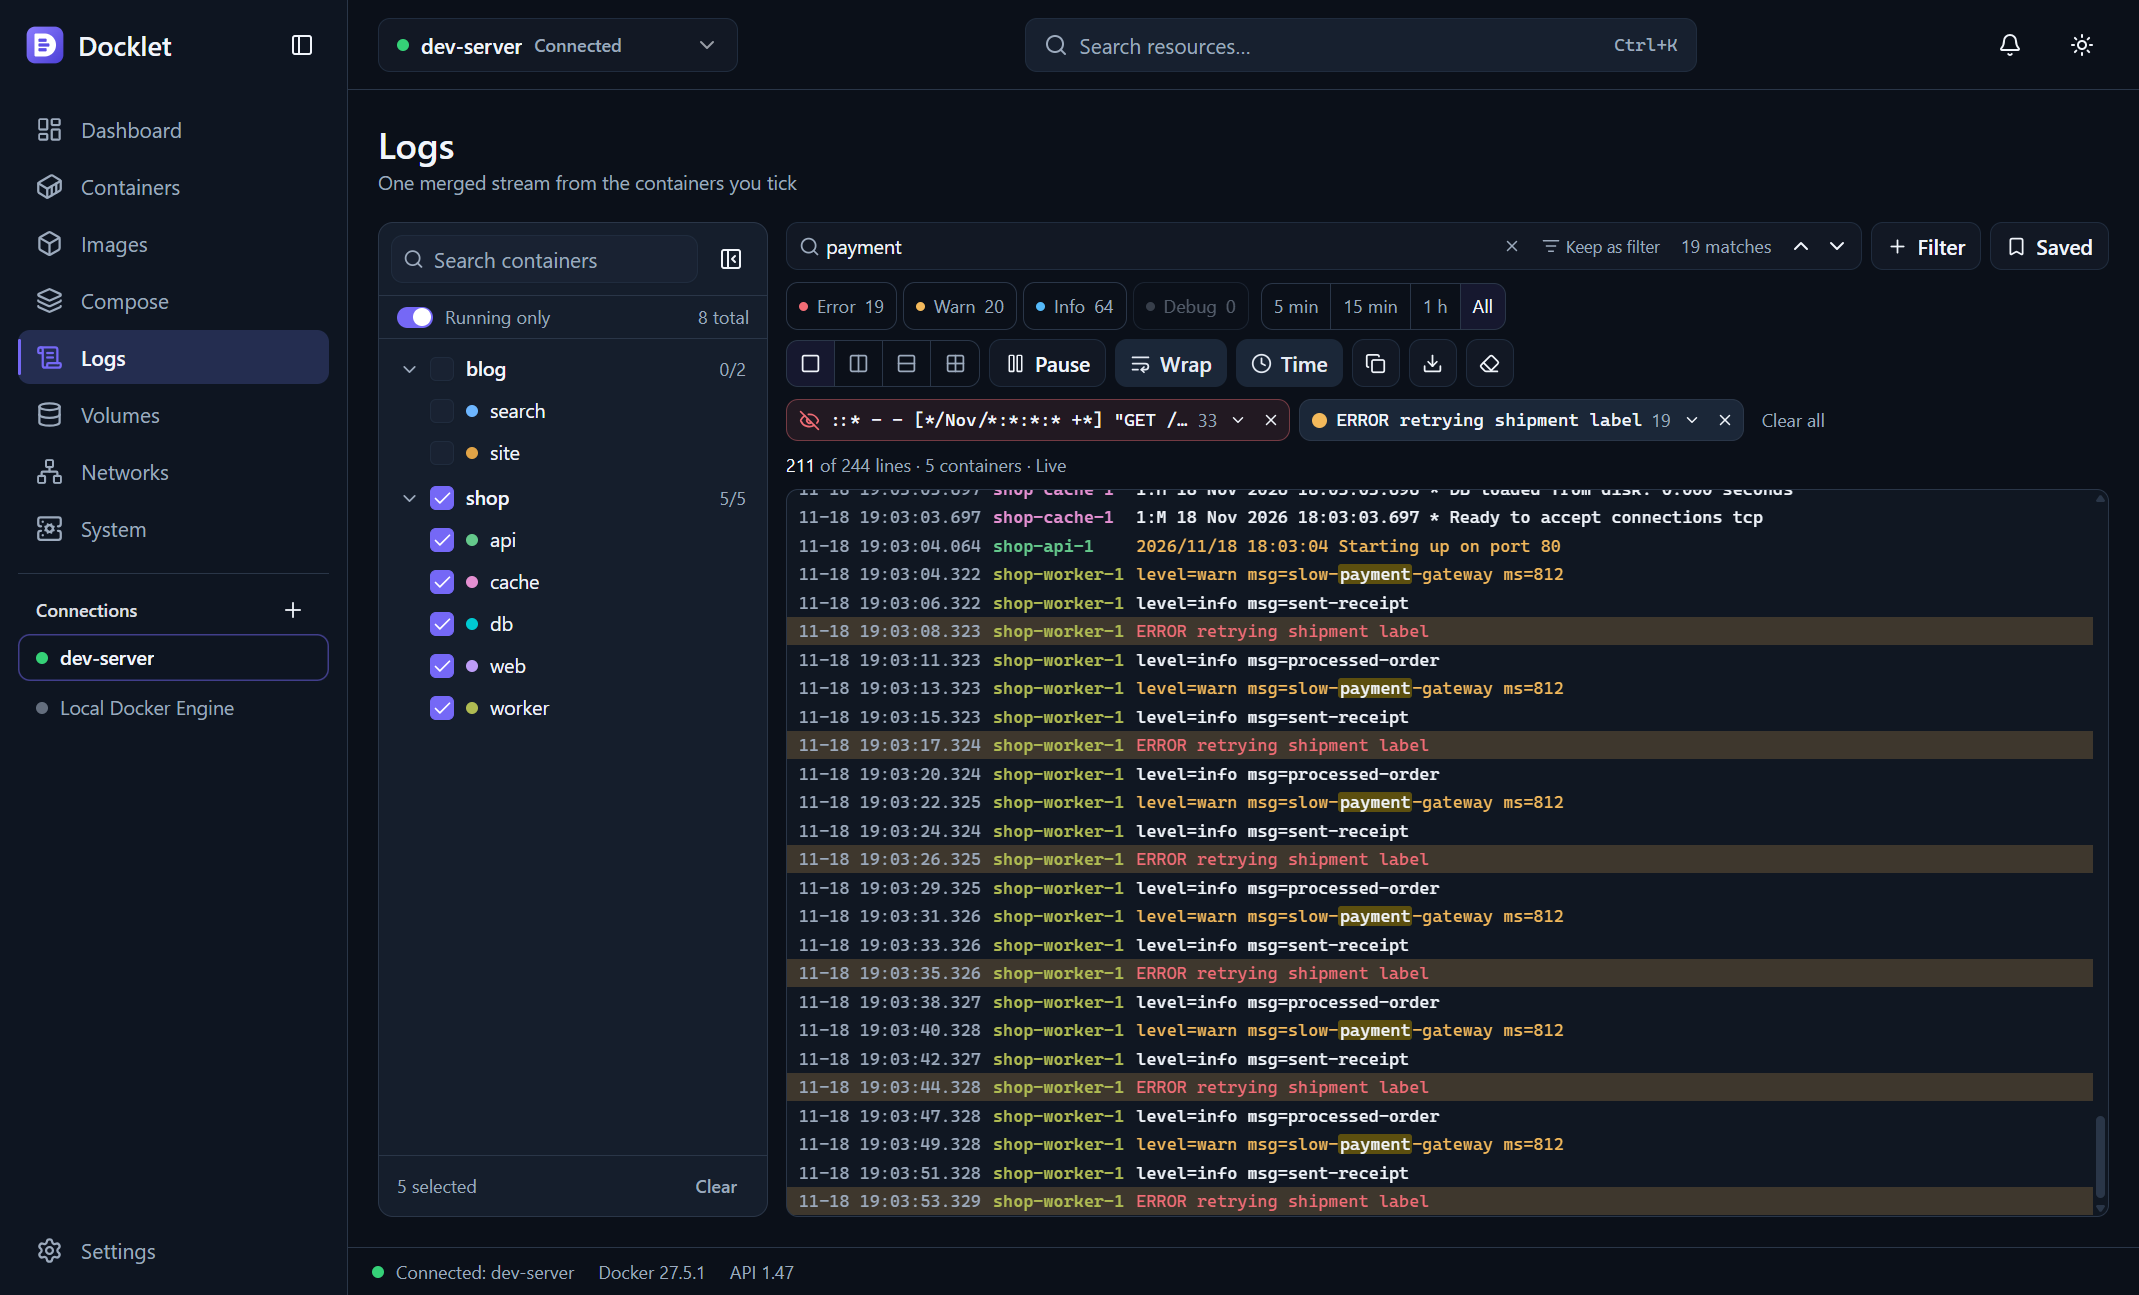 Docklet
Dashboard
Containers
Images
Compose
Logs
Volumes
Networks
System
Connections
dev-server
Local Docker Engine
Settings
dev-server Connected
Search resources... Ctrl+K
Logs
One merged stream from the containers you tick
Search containers
Running only 8 total
blog 0/2
search
site
shop 5/5
api
cache
db
web
worker
5 selected Clear
payment Keep as filter 19 matches
Filter
Saved
Error 19 Warn 20 Info 64 Debug 0 5 min 15 min 1 h All
Pause Wrap Time
::* - - [*/Nov/*:*:*:* +*] "GET /… 33 ERROR retrying shipment label 19 Clear all
211 of 244 lines · 5 containers · Live
11-18 19:03:03.697 shop-cache-1 1:M 18 Nov 2026 18:03:03.696 * DB loaded from disk: 0.000 seconds
11-18 19:03:03.697 shop-cache-1 1:M 18 Nov 2026 18:03:03.697 * Ready to accept connections tcp
11-18 19:03:04.064 shop-api-1 2026/11/18 18:03:04 Starting up on port 80
11-18 19:03:04.322 shop-worker-1 level=warn msg=slow-payment-gateway ms=812
11-18 19:03:06.322 shop-worker-1 level=info msg=sent-receipt
11-18 19:03:08.323 shop-worker-1 ERROR retrying shipment label
11-18 19:03:11.323 shop-worker-1 level=info msg=processed-order
11-18 19:03:13.323 shop-worker-1 level=warn msg=slow-payment-gateway ms=812
11-18 19:03:15.323 shop-worker-1 level=info msg=sent-receipt
11-18 19:03:17.324 shop-worker-1 ERROR retrying shipment label
11-18 19:03:20.324 shop-worker-1 level=info msg=processed-order
11-18 19:03:22.325 shop-worker-1 level=warn msg=slow-payment-gateway ms=812
11-18 19:03:24.324 shop-worker-1 level=info msg=sent-receipt
11-18 19:03:26.325 shop-worker-1 ERROR retrying shipment label
11-18 19:03:29.325 shop-worker-1 level=info msg=processed-order
11-18 19:03:31.326 shop-worker-1 level=warn msg=slow-payment-gateway ms=812
11-18 19:03:33.326 shop-worker-1 level=info msg=sent-receipt
11-18 19:03:35.326 shop-worker-1 ERROR retrying shipment label
11-18 19:03:38.327 shop-worker-1 level=info msg=processed-order
11-18 19:03:40.328 shop-worker-1 level=warn msg=slow-payment-gateway ms=812
11-18 19:03:42.327 shop-worker-1 level=info msg=sent-receipt
11-18 19:03:44.328 shop-worker-1 ERROR retrying shipment label
11-18 19:03:47.328 shop-worker-1 level=info msg=processed-order
11-18 19:03:49.328 shop-worker-1 level=warn msg=slow-payment-gateway ms=812
11-18 19:03:51.328 shop-worker-1 level=info msg=sent-receipt
11-18 19:03:53.329 shop-worker-1 ERROR retrying shipment label
Connected: dev-server Docker 27.5.1 API 1.47